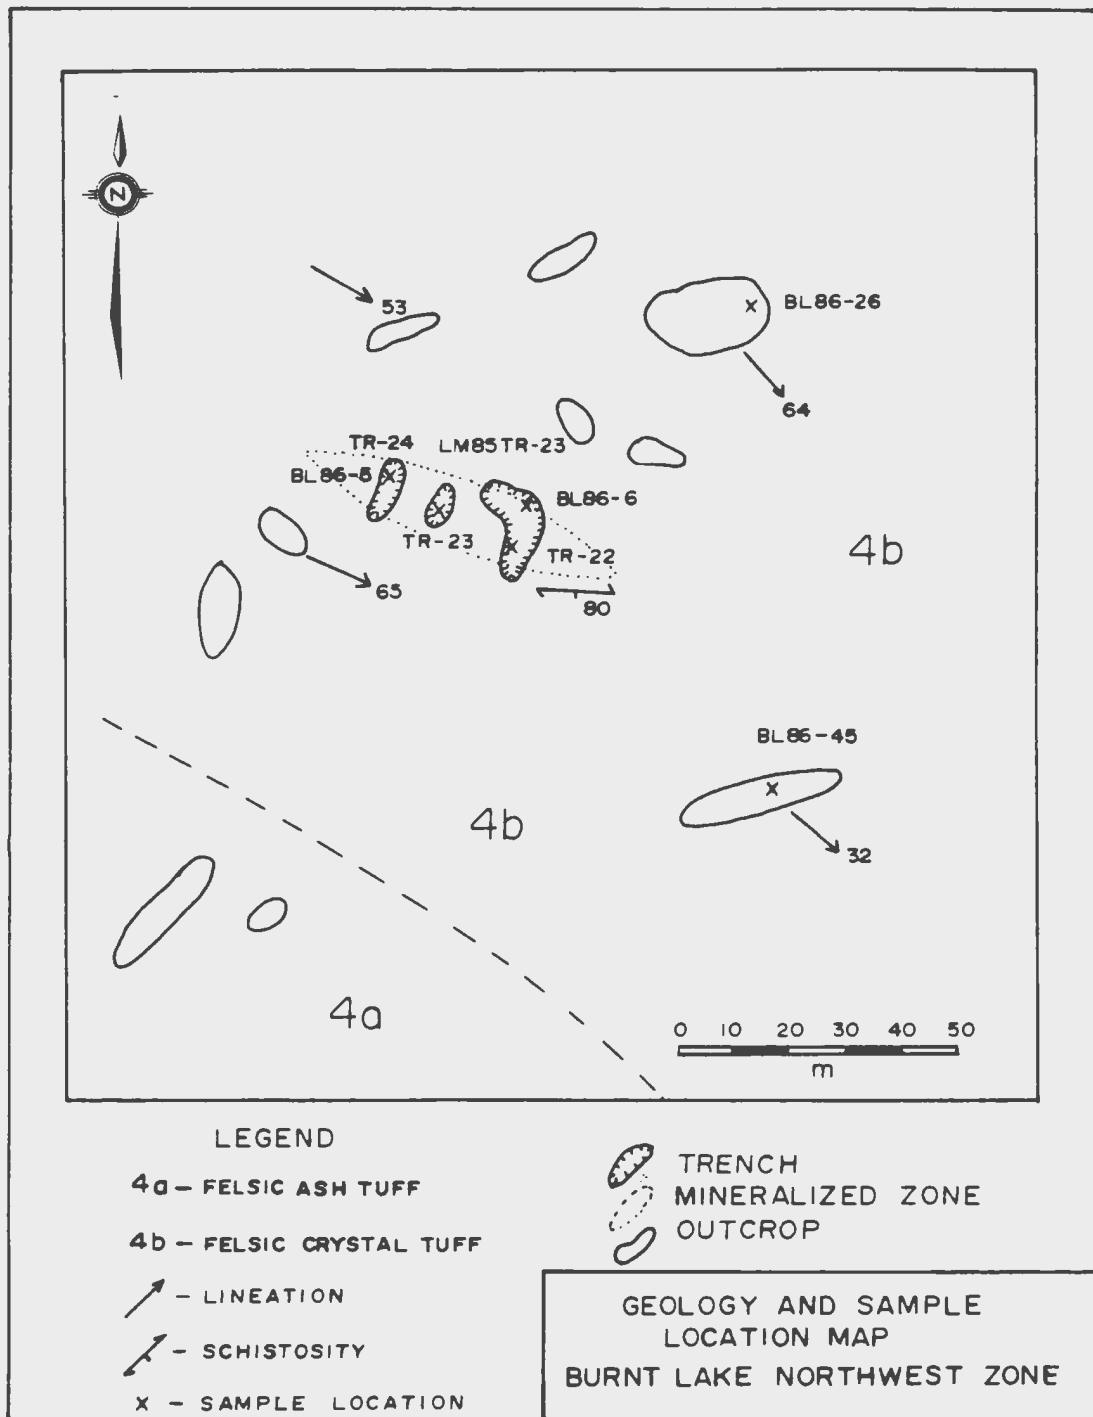 N
53
BL86-26
64
TR-24
LM85TR-23
BL86-5
BL86-6
TR-23
TR-22
4b
65
80
BL86-45
4b
32
4a
0 10 20 30 40 50
m
LEGEND
4a - FELSIC ASH TUFF
4b - FELSIC CRYSTAL TUFF
- LINEATION
- SCHISTOSITY
x - SAMPLE LOCATION
TRENCH
MINERALIZED ZONE
OUTCROP
GEOLOGY AND SAMPLE
LOCATION MAP
BURNT LAKE NORTHWEST ZONE